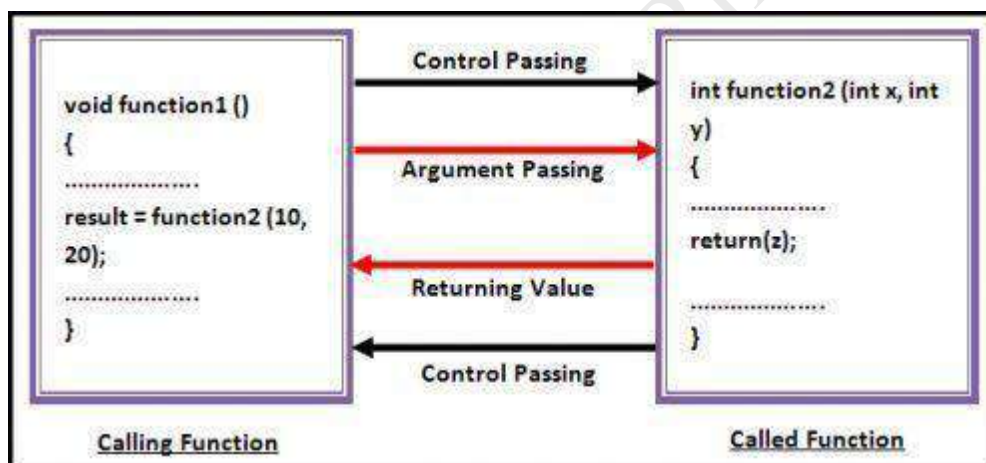 void function1 ()
{
....................
result = function2 (10,
20);
....................
}
Calling Function
Control Passing
Argument Passing
Returning Value
Control Passing
int function2 (int x, int
y)
{
....................
return(z);
....................
}
Called Function